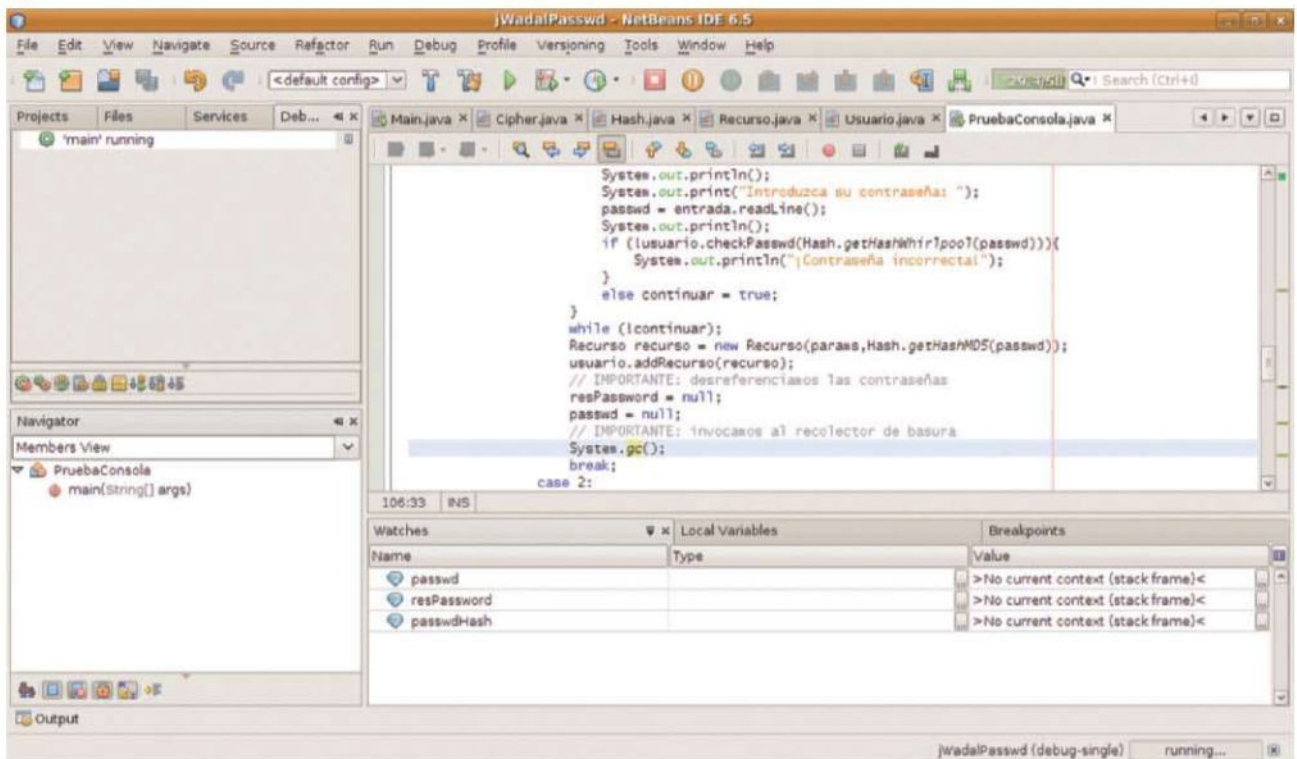 jWadalPasswd - NetBeans IDE 6.5
File Edit View Navigate Source Refactor Run Debug Profile Versioning Tools Window Help
<default config> Search (Ctrl+I)
Projects Files Services Deb...
Main.java Cipher.java Hash.java Recurso.java Usuario.java PruebaConsola.java
'main' running
System.out.println();
System.out.print("Introduzca su contraseña: ");
passwd = entrada.readLine();
System.out.println();
if (!usuario.checkPasswd(Hash.getHashWhirlpool(passwd))){
System.out.println("¡Contraseña incorrecta!");
}
else continuar = true;
}
while (!continuar);
Recurso recurso = new Recurso(params,Hash.getHashMD5(passwd));
usuario.addRecurso(recurso);
// IMPORTANTE: desreferenciamos las contraseñas
resPassword = null;
passwd = null;
// IMPORTANTE: invocamos al recolector de basura
System.gc();
break;
case 2:
Navigator
Members View
PruebaConsola
main(String[] args)
106:33 INS
Watches Local Variables Breakpoints
Name Type Value
passwd >No current context (stack frame)<
resPassword >No current context (stack frame)<
passwdHash >No current context (stack frame)<
Output
jWadalPasswd (debug-single) running...